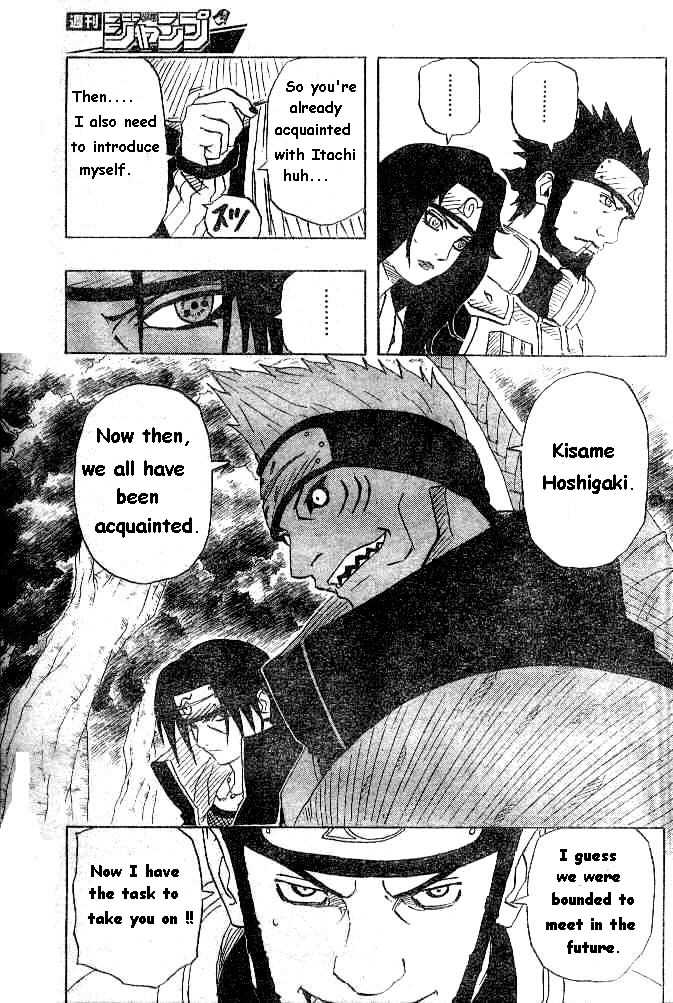 週刊
ジャンプ
........
........
So you're
already
acquainted
with Itachi
huh...
Then....
I also need
to introduce
myself.
ズッ
........
Kisame
Hoshigaki.
Now then,
we all have
been
acquainted.
I guess
we were
bounded to
meet in the
future.
Now I have
the task to
take you on !!